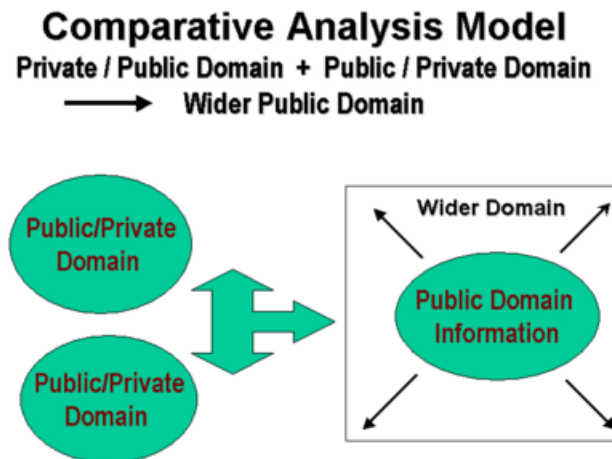 Comparative Analysis Model
Private / Public Domain + Public / Private Domain
Wider Public Domain
Public/Private
Domain
Public/Private
Domain
Wider Domain
Public Domain
Information